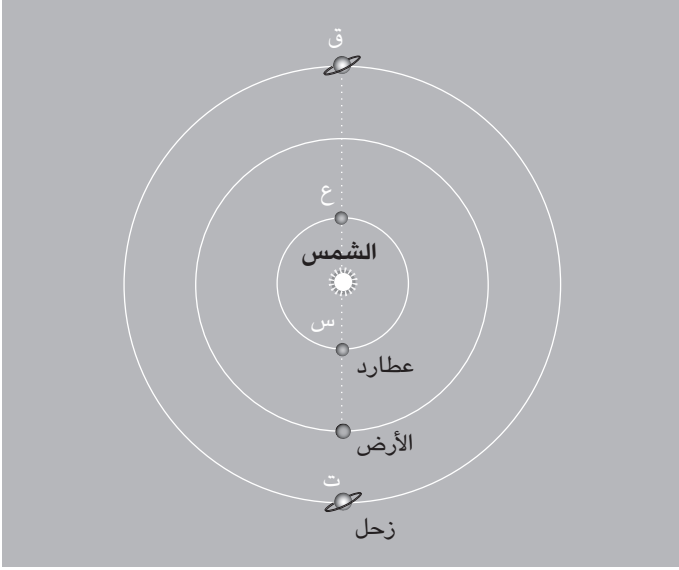 ق
ع
الشمس
س
عطارد
الأرض
ت
زحل